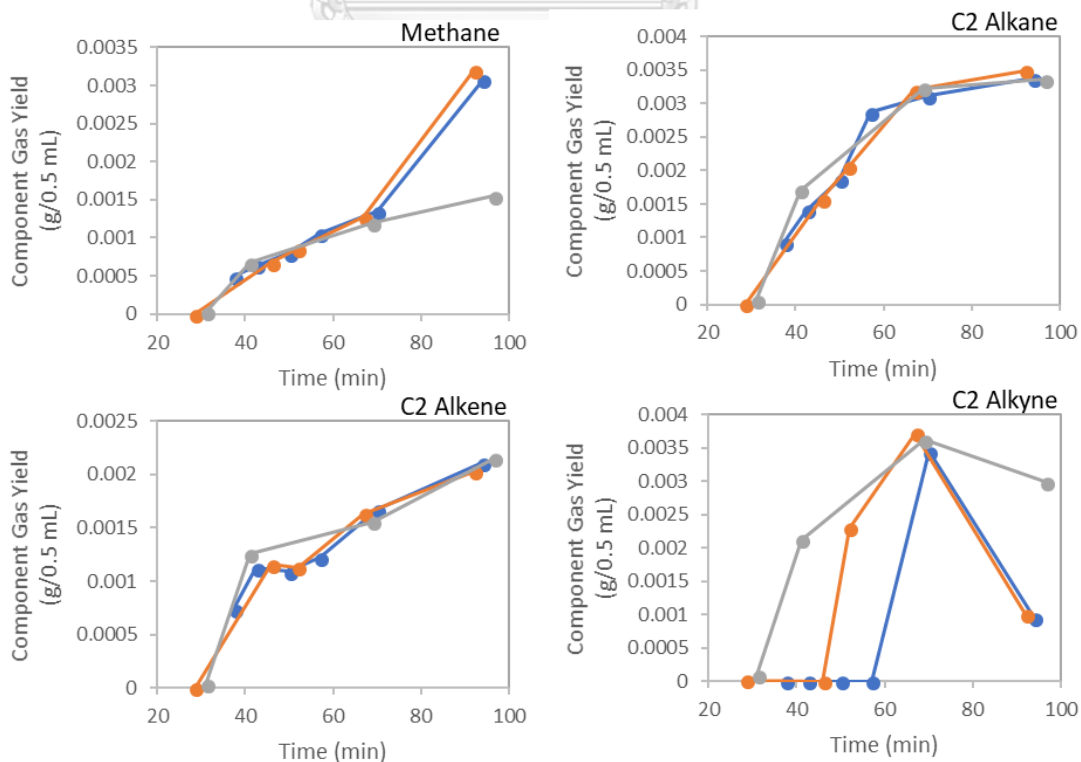 Methane
0.0035
0.003
0.0025
0.002
0.0015
0.001
0.0005
0
Component Gas Yield
(g/0.5 mL)
20 40 60 80 100
Time (min)
C2 Alkane
0.004
0.0035
0.003
0.0025
0.002
0.0015
0.001
0.0005
0
Component Gas Yield
(g/0.5 mL)
20 40 60 80 100
Time (min)
C2 Alkene
0.0025
0.002
0.0015
0.001
0.0005
0
Component Gas Yield
(g/0.5 mL)
20 40 60 80 100
Time (min)
C2 Alkyne
0.004
0.0035
0.003
0.0025
0.002
0.0015
0.001
0.0005
0
Component Gas Yield
(g/0.5 mL)
20 40 60 80 100
Time (min)